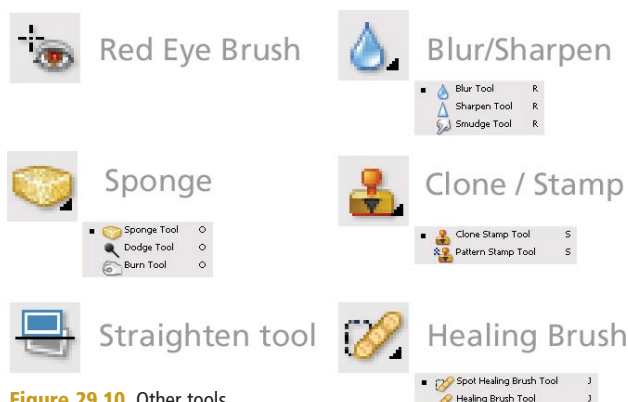 Red Eye Brush
Blur/Sharpen
Blur Tool R
Sharpen Tool R
Smudge Tool R
Sponge
Sponge Tool O
Dodge Tool O
Burn Tool O
Clone / Stamp
Clone Stamp Tool S
Pattern Stamp Tool S
Straighten tool
Healing Brush
Spot Healing Brush Tool J
Healing Brush Tool J
Figure 29.10 Other tools